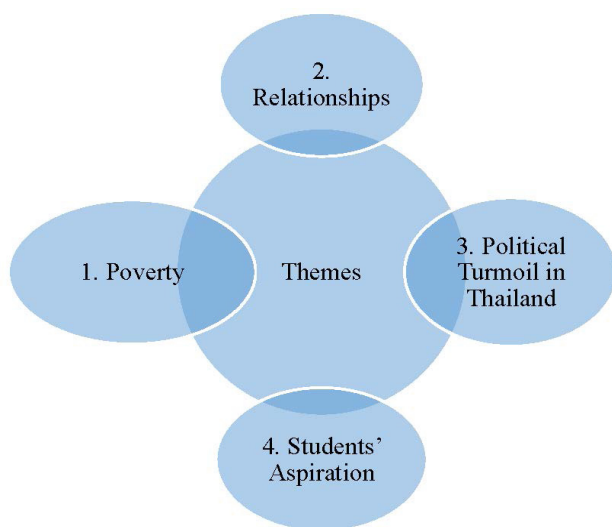 2.
Relationships
1. Poverty
Themes
3. Political
Turmoil in
Thailand
4. Students’
Aspiration